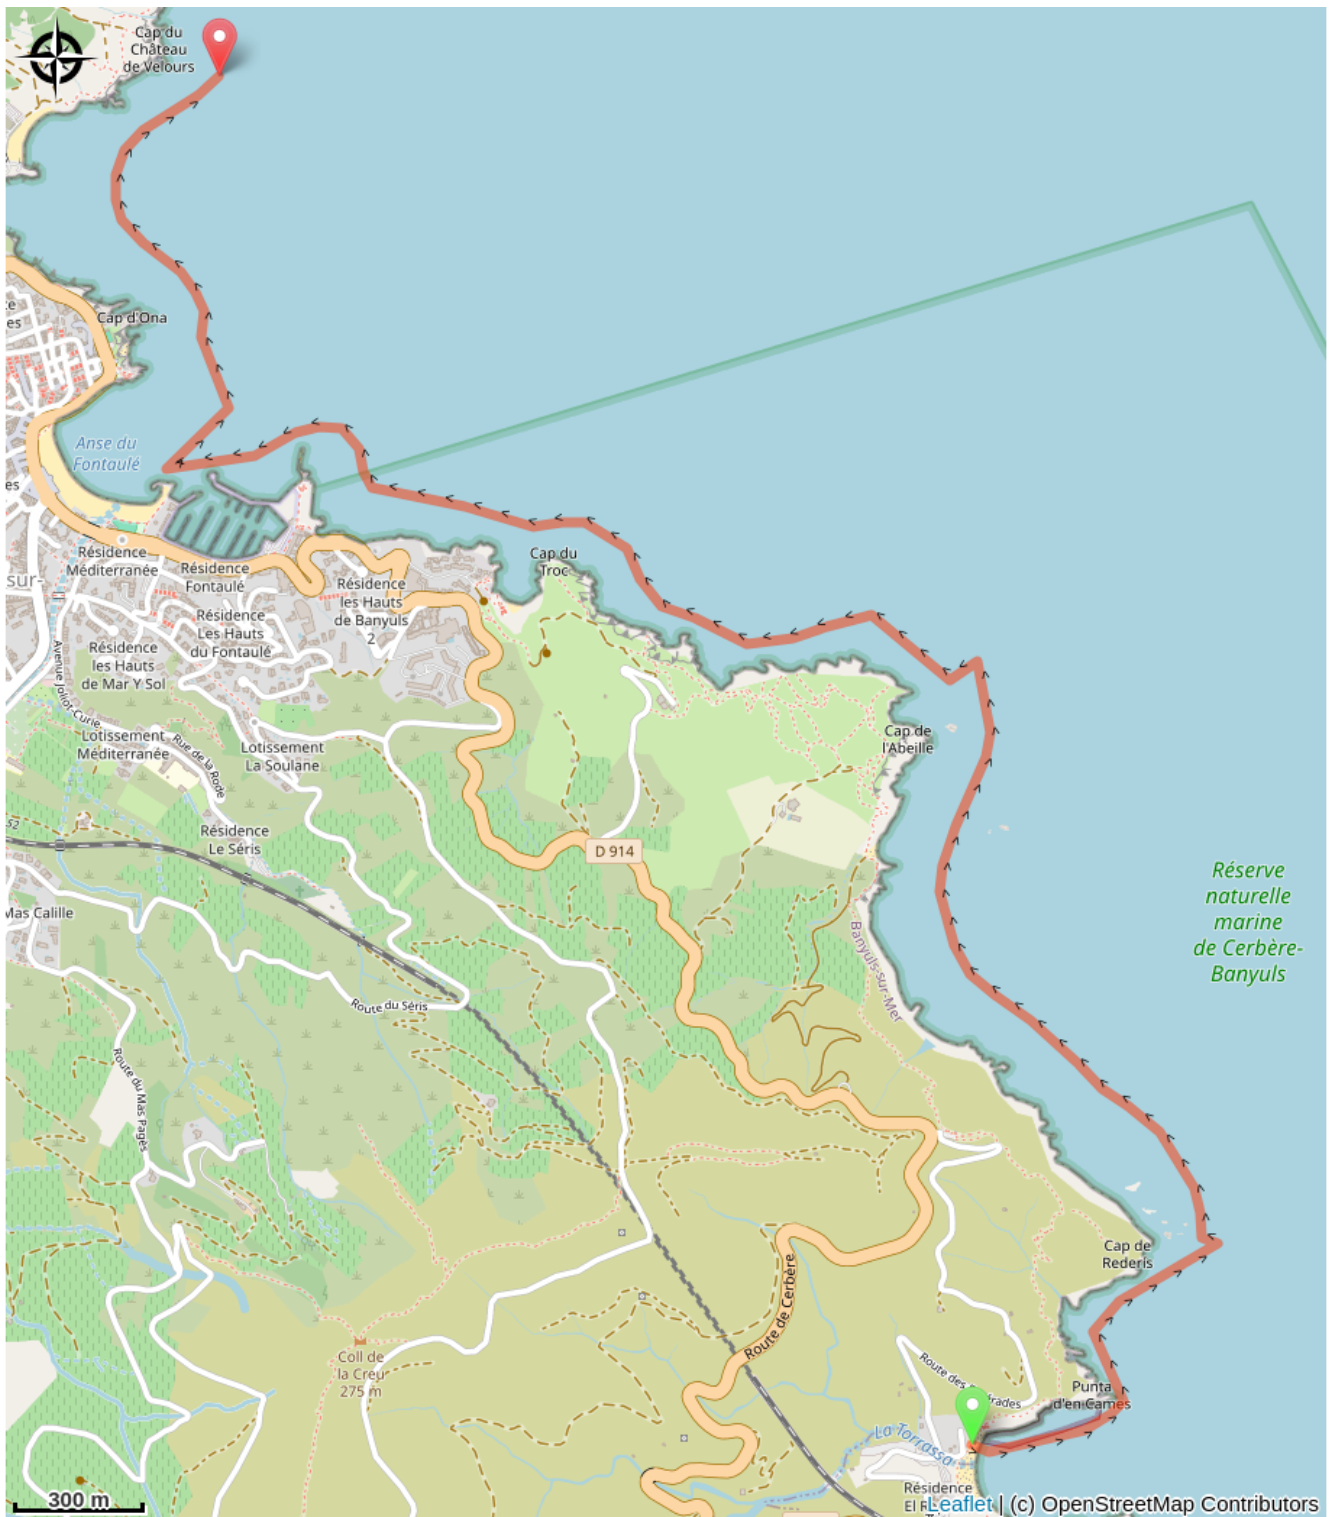 Cap du
Château
de Velours
Cap d'Ona
Anse du
Fontaulé
Résidence
Méditerranée
Résidence
Fontaulé
Cap du
Troc
sur-
Résidence
les Hauts
de Banyuls
2
Résidence
Les Hauts
du Fontaulé
Résidence
les Hauts
de Mar Y Sol
Avenue Joliot-Curie
Lotissement
Méditerranée
Rue de la Rode
Lotissement
La Soulane
Cap de
l'Abeille
Résidence
Le Séris
D 914
52
Mas Calille
Réserve
naturelle
marine
de Cerbère-
Banyuls
Banyuls-sur-Mer
Route du Séris
Route du Mas Pagès
Cap de
Rederis
Route de Cerbère
Coll de
la Creu
275 m
Route des
Punta
d'en Cames
La Torrassa
Résidence
300 m
Leaflet | (c) OpenStreetMap Contributors